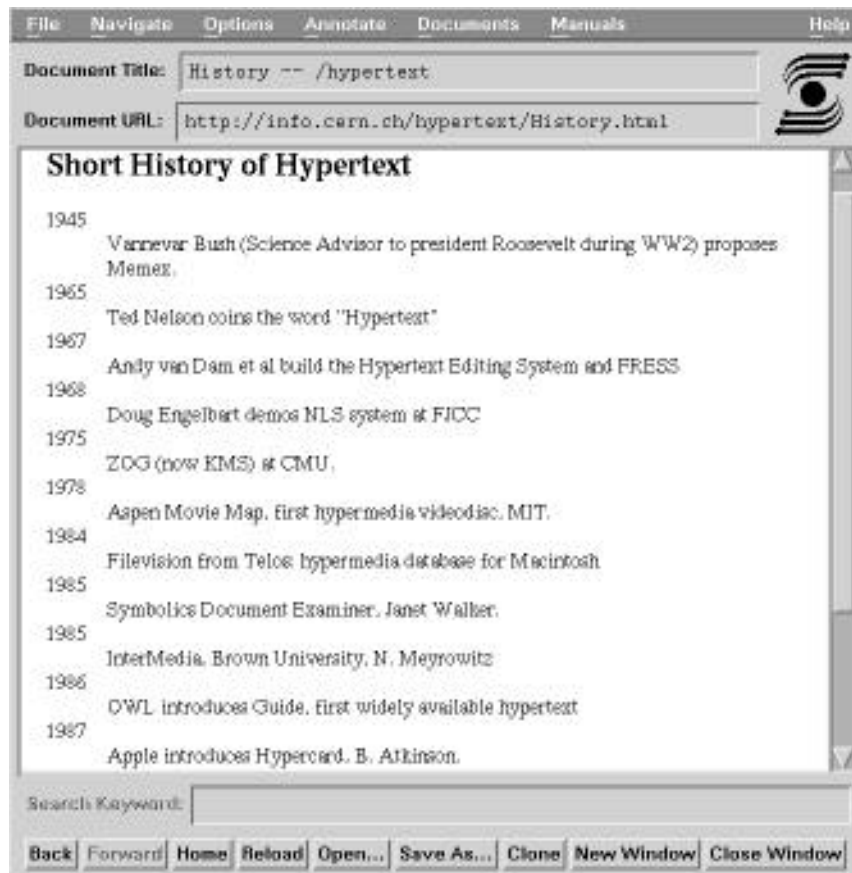 File Navigate Options Annotate Documents Manuals Help
Document Title: History -- /hypertext
Document URL: http://info.cern.ch/hypertext/History.html
Short History of Hypertext
1945
Vannevar Bush (Science Advisor to president Roosevelt during WW2) proposes
Memex.
1965
Ted Nelson coins the word "Hypertext"
1967
Andy van Dam et al build the Hypertext Editing System and FRESS
1968
Doug Engelbart demos NLS system at FJCC
1975
ZOG (now KMS) at CMU.
1978
Aspen Movie Map, first hypermedia videodisc, MIT.
1984
Filevision from Telos: hypermedia database for Macintosh
1985
Symbolics Document Examiner, Janet Walker.
1985
InterMedia, Brown University, N. Meyrowitz
1986
OWL introduces Guide, first widely available hypertext
1987
Apple introduces Hypercard, B. Atkinson.
Search Keyword:
Back Forward Home Reload Open... Save As... Clone New Window Close Window